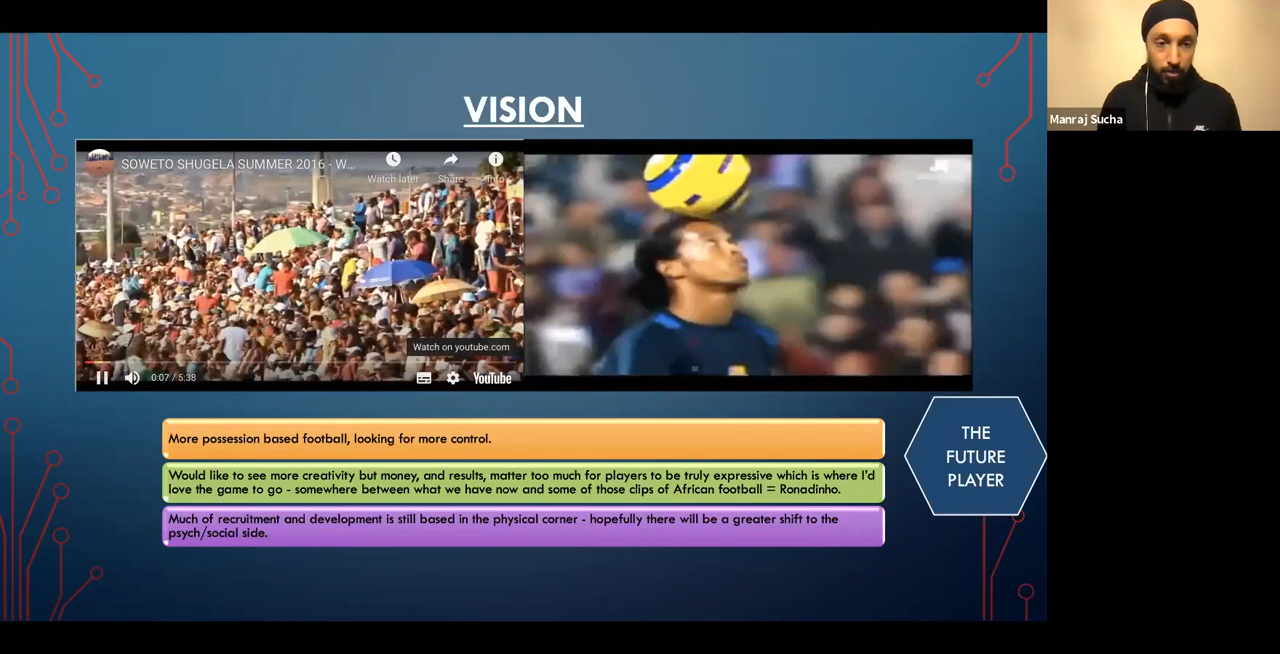 Manraj Sucha
VISION
SOWETO SHUGELA SUMMER 2016 - W...
Watch later
Share
Info
Watch on youtube.com
0:07 / 5:38
YouTube
More possession based football, looking for more control.
Would like to see more creativity but money, and results, matter too much for players to be truly expressive which is where I'd
love the game to go - somewhere between what we have now and some of those clips of African football = Ronadinho.
Much of recruitment and development is still based in the physical corner - hopefully there will be a greater shift to the
psych/social side.
THE
FUTURE
PLAYER